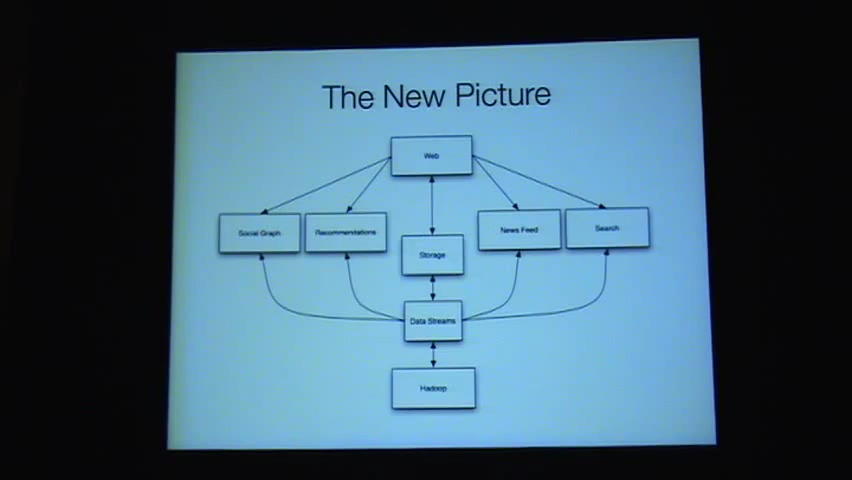 The New Picture
Web
Social Graph
Recommendations
News Feed
Search
Storage
Data Streams
Hadoop